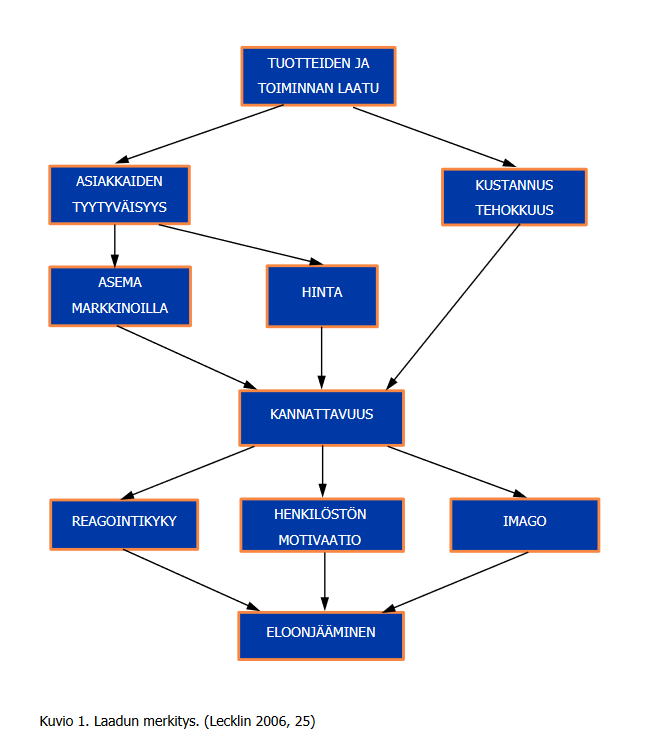 TUOTTEIDEN JA
TOIMINNAN LAATU
ASIAKKAIDEN
TYYTYVÄISYYS
KUSTANNUS
TEHOKKUUS
ASEMA
MARKKINOILLA
HINTA
KANNATTAVUUS
REAGOINTIKYKY
HENKILÖSTÖN
MOTIVAATIO
IMAGO
ELOONJÄÄMINEN
Kuvio 1. Laadun merkitys. (Lecklin 2006, 25)